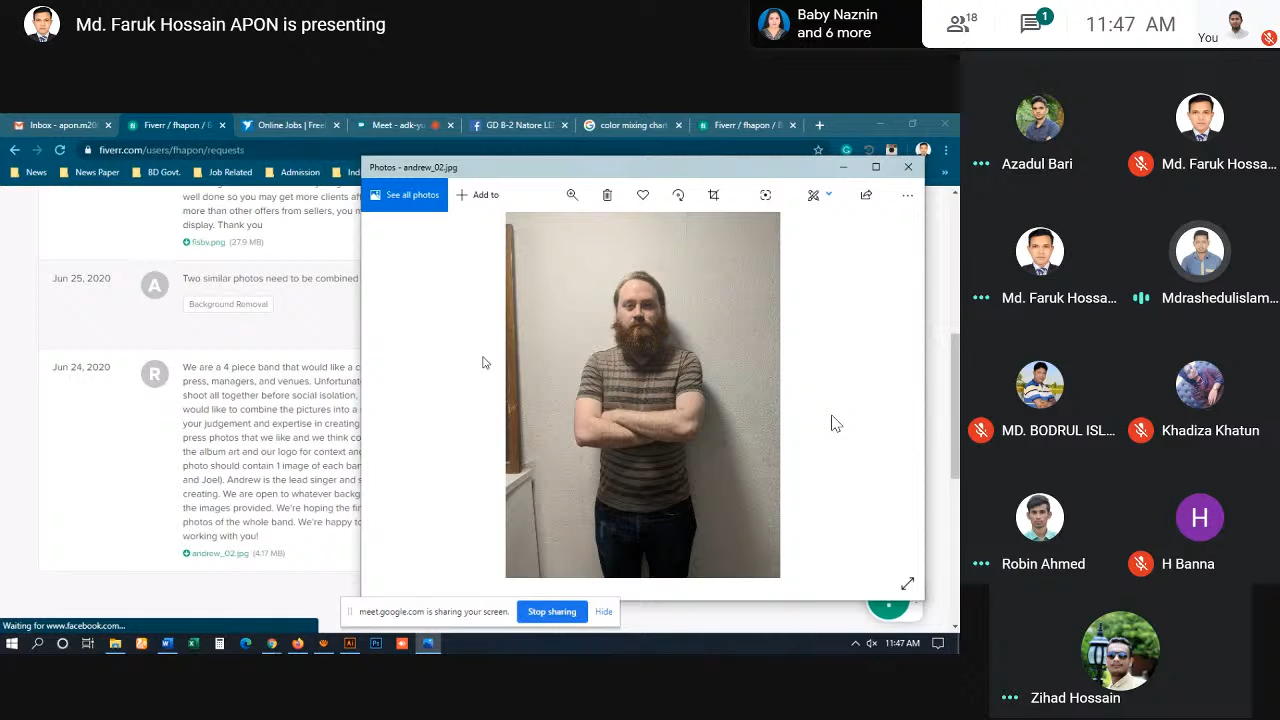 Md. Faruk Hossain APON is presenting
Baby Naznin
and 6 more
18
1
11:47 AM
You
Inbox - apon.m20
Fiverr / fhapon / B
Online Jobs | Freel
Meet - adk-yu
GD B-2 Natore LE
color mixing chart
Fiverr / fhapon / B
fiverr.com/users/fhapon/requests
News
News Paper
BD Govt.
Job Related
Admission
Ind
Photos - andrew_02.jpg
See all photos
Add to
well done so you may get more clients aft
more than other offers from sellers, you m
display. Thank you
fisbv.png (27.9 MB)
Jun 25, 2020
A
Two similar photos need to be combined
Background Removal
Jun 24, 2020
R
We are a 4 piece band that would like a c
press, managers, and venues. Unfortunat
shoot all together before social isolation,
would like to combine the pictures into a
your judgement and expertise in creating
press photos that we like and we think co
the album art and our logo for context and
photo should contain 1 image of each ban
and Joel). Andrew is the lead singer and s
creating. We are open to whatever backg
the images provided. We're hoping the fin
photos of the whole band. We're happy to
working with you!
andrew_02.jpg (4.17 MB)
meet.google.com is sharing your screen.
Stop sharing
Hide
Waiting for www.facebook.com...
11:47 AM
Azadul Bari
Md. Faruk Hossa...
Md. Faruk Hossa...
Mdrashedulislam...
MD. BODRUL ISL...
Khadiza Khatun
Robin Ahmed
H
H Banna
Zihad Hossain